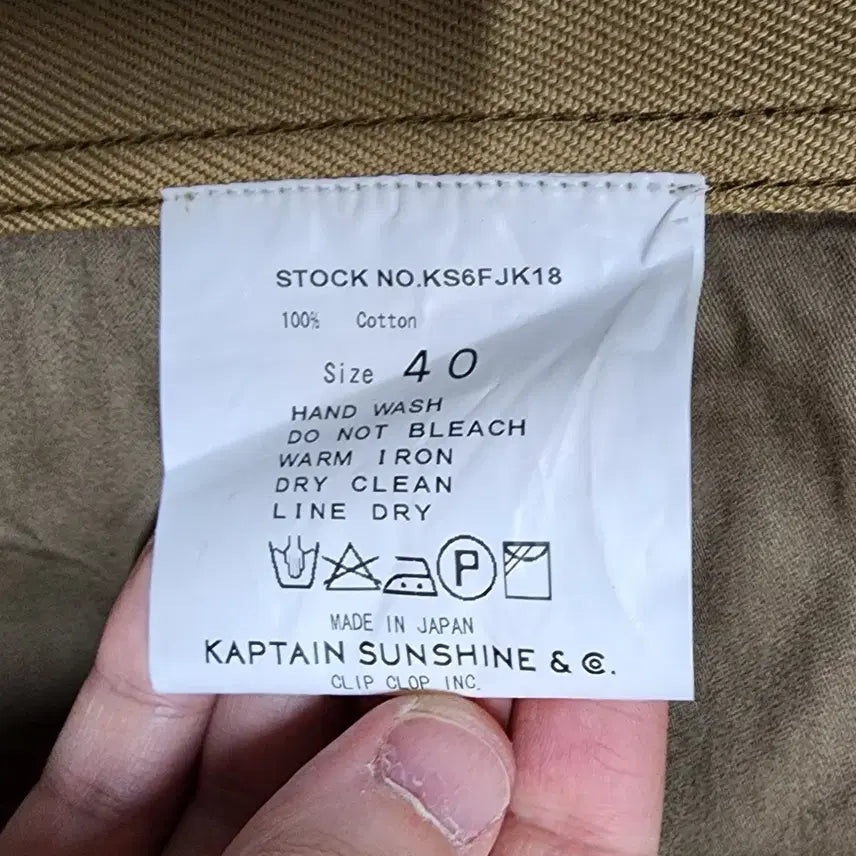 STOCK NO.KS6FJK18
100% Cotton
Size 40
HAND WASH
DO NOT BLEACH
WARM IRON
DRY CLEAN
LINE DRY
P
MADE IN JAPAN
KAPTAIN SUNSHINE & Co.
CLIP CLOP INC.